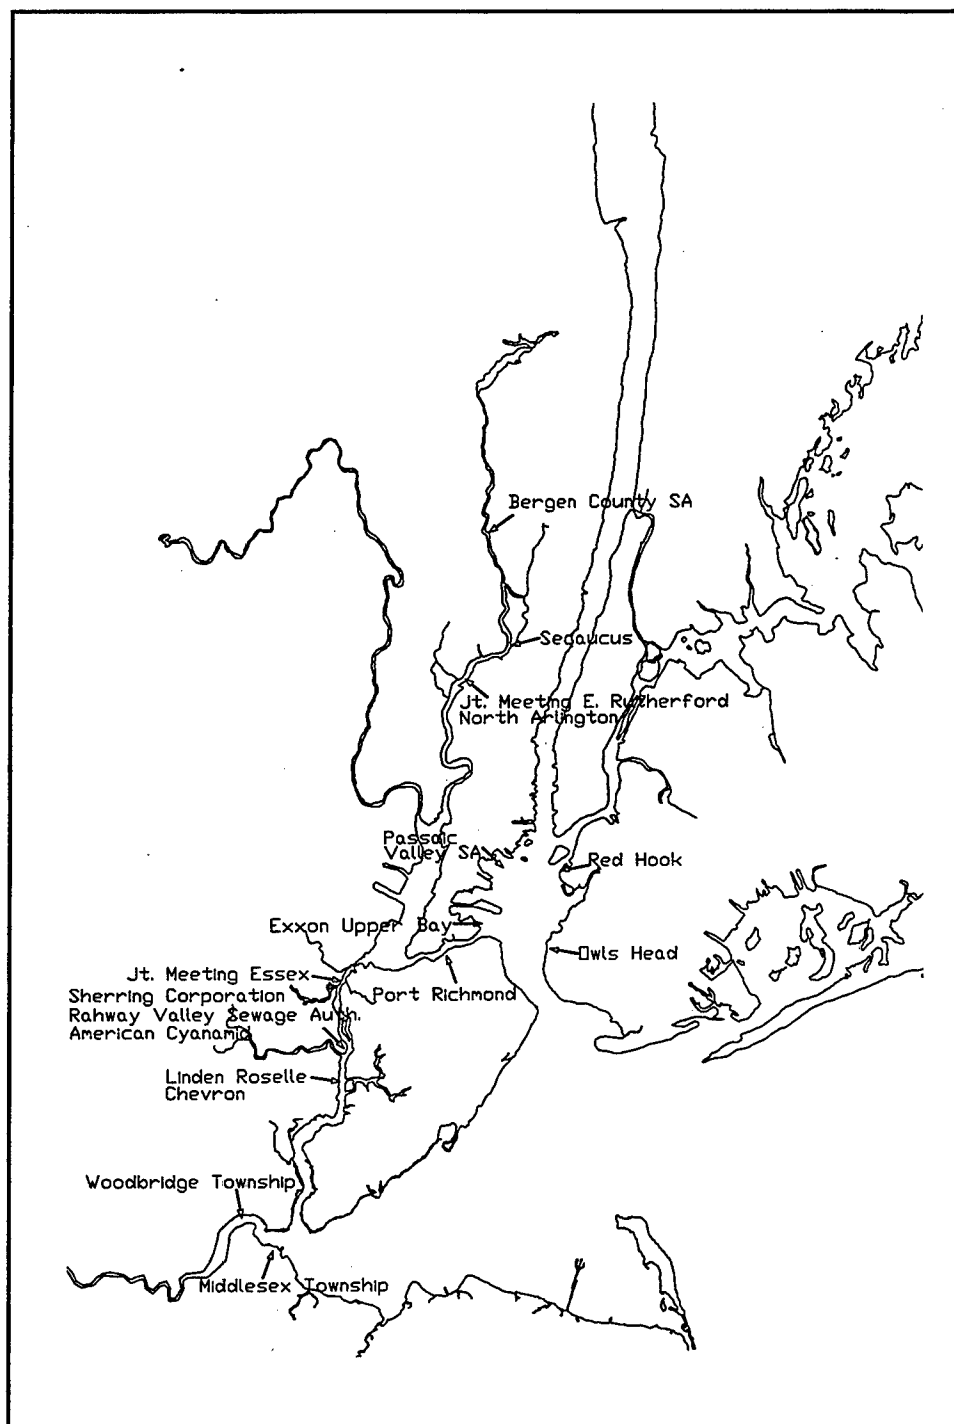 Bergen County SA
Secaucus
Jt. Meeting E. Rutherford
North Arlington
Passaic
Valley SA
Red Hook
Exxon Upper Bay
Owls Head
Jt. Meeting Essex
Sherring Corporation
Port Richmond
Rahway Valley Sewage Auth.
American Cyanamid
Linden Roselle
Chevron
Woodbridge Township
Middlesex Township